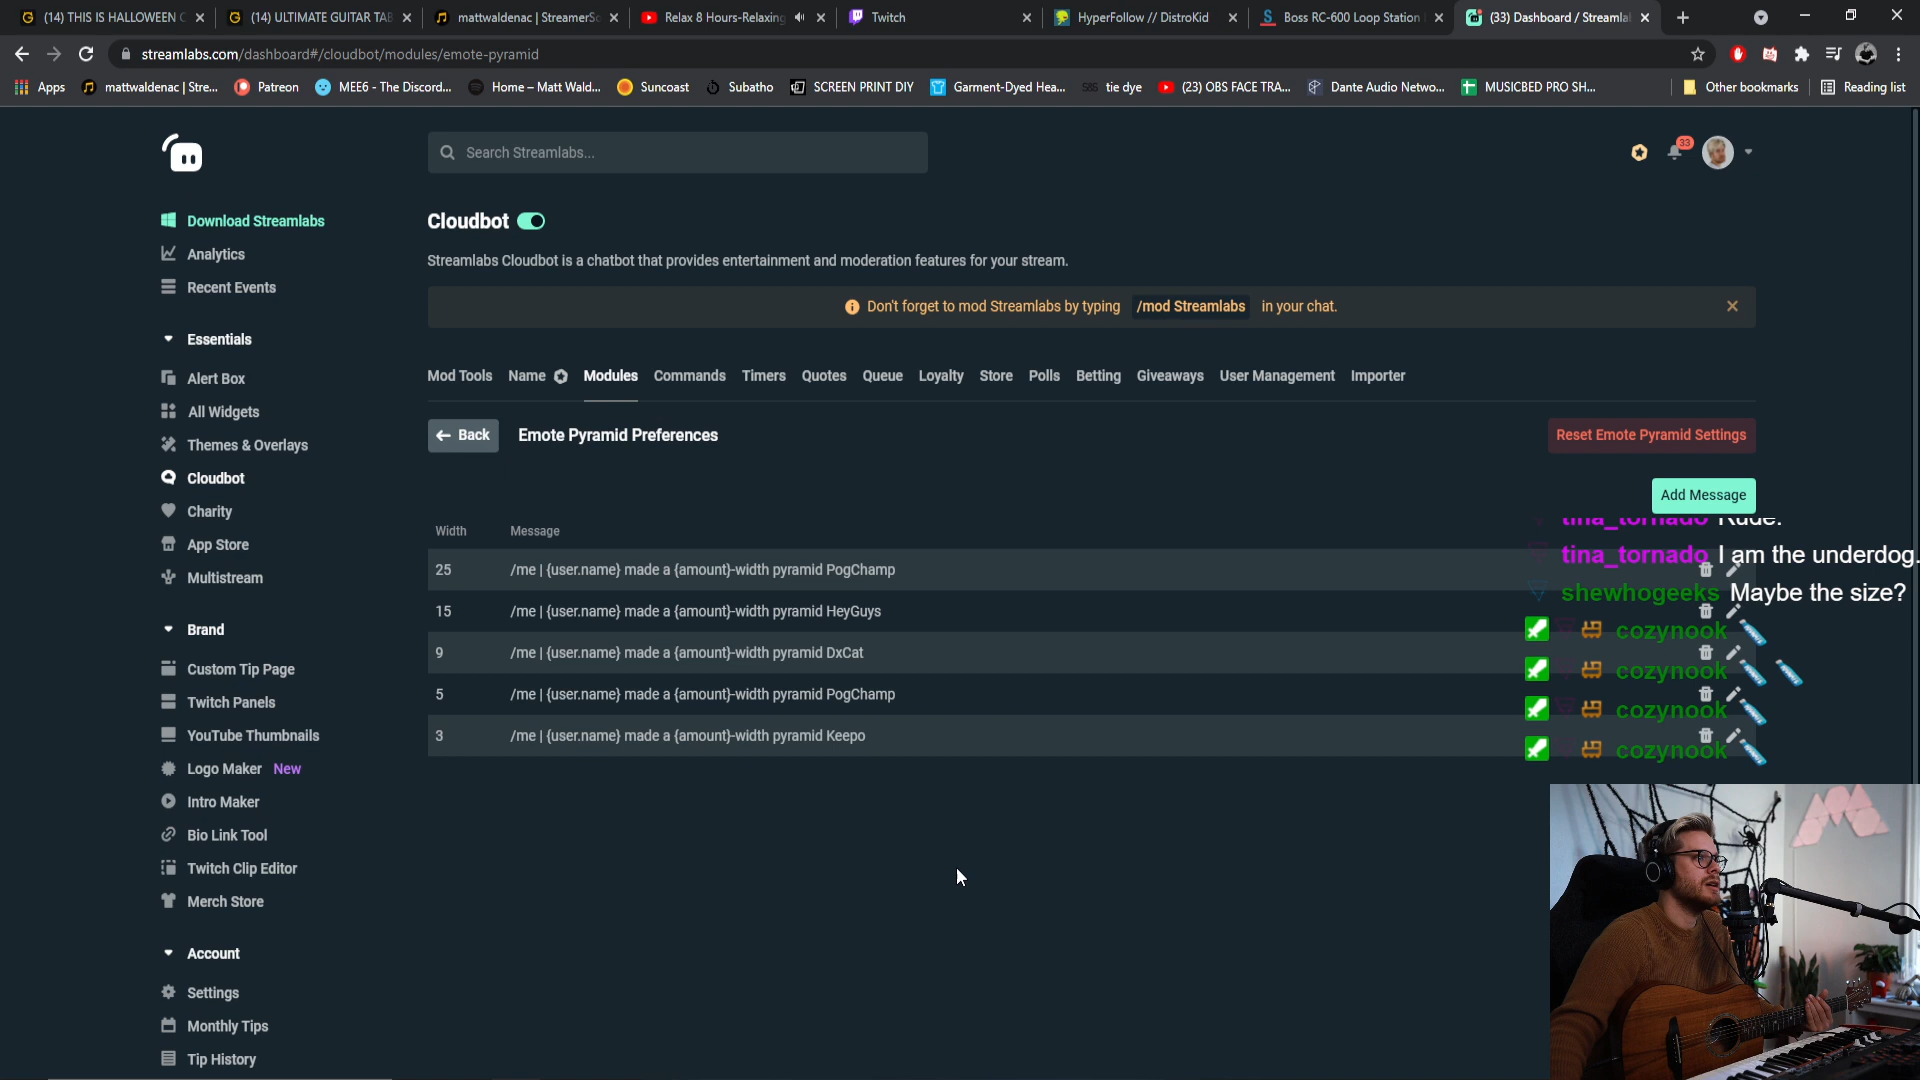 (14) THIS IS HALLOWEEN C
(14) ULTIMATE GUITAR TAB
mattwaldenac | StreamerSo
Relax 8 Hours-Relaxing
Twitch
HyperFollow // DistroKid
Boss RC-600 Loop Station
(33) Dashboard / Streamla
streamlabs.com/dashboard#/cloudbot/modules/emote-pyramid
Apps
mattwaldenac | Stre...
Patreon
MEE6 - The Discord...
Home – Matt Wald...
Suncoast
Subatho
SCREEN PRINT DIY
Garment-Dyed Hea...
tie dye
(23) OBS FACE TRA...
Dante Audio Netwo...
MUSICBED PRO SH...
Other bookmarks
Reading list
Search Streamlabs...
33
Download Streamlabs
Analytics
Recent Events
Essentials
Alert Box
All Widgets
Themes & Overlays
Cloudbot
Charity
App Store
Multistream
Brand
Custom Tip Page
Twitch Panels
YouTube Thumbnails
Logo Maker New
Intro Maker
Bio Link Tool
Twitch Clip Editor
Merch Store
Account
Settings
Monthly Tips
Tip History
Cloudbot
Streamlabs Cloudbot is a chatbot that provides entertainment and moderation features for your stream.
Don't forget to mod Streamlabs by typing /mod Streamlabs in your chat.
Mod Tools Name Modules Commands Timers Quotes Queue Loyalty Store Polls Betting Giveaways User Management Importer
Back
Emote Pyramid Preferences
Reset Emote Pyramid Settings
Add Message
Width Message
25 /me | {user.name} made a {amount}-width pyramid PogChamp
15 /me | {user.name} made a {amount}-width pyramid HeyGuys
9 /me | {user.name} made a {amount}-width pyramid DxCat
5 /me | {user.name} made a {amount}-width pyramid PogChamp
3 /me | {user.name} made a {amount}-width pyramid Keepo
tina_tornado Rude.
tina_tornado I am the underdog.
shewhogeeks Maybe the size?
cozynook
cozynook
cozynook
cozynook